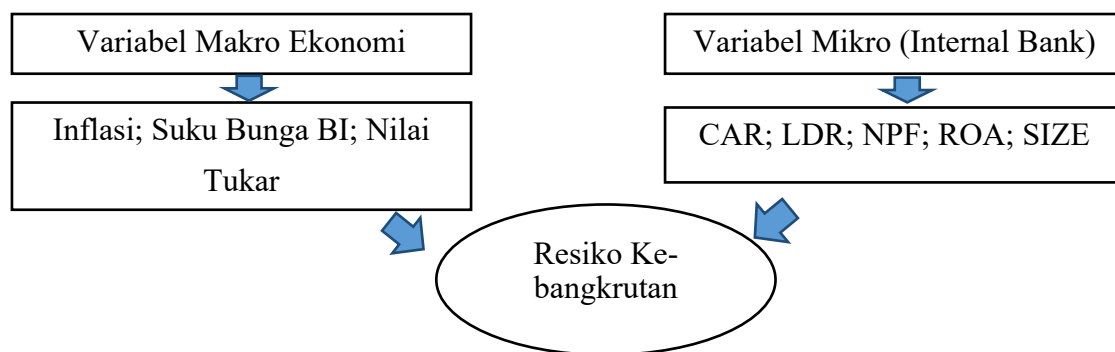 Variabel Makro Ekonomi
Variabel Mikro (Internal Bank)
Inflasi; Suku Bunga BI; Nilai
Tukar
CAR; LDR; NPF; ROA; SIZE
Resiko Ke-
bangkrutan